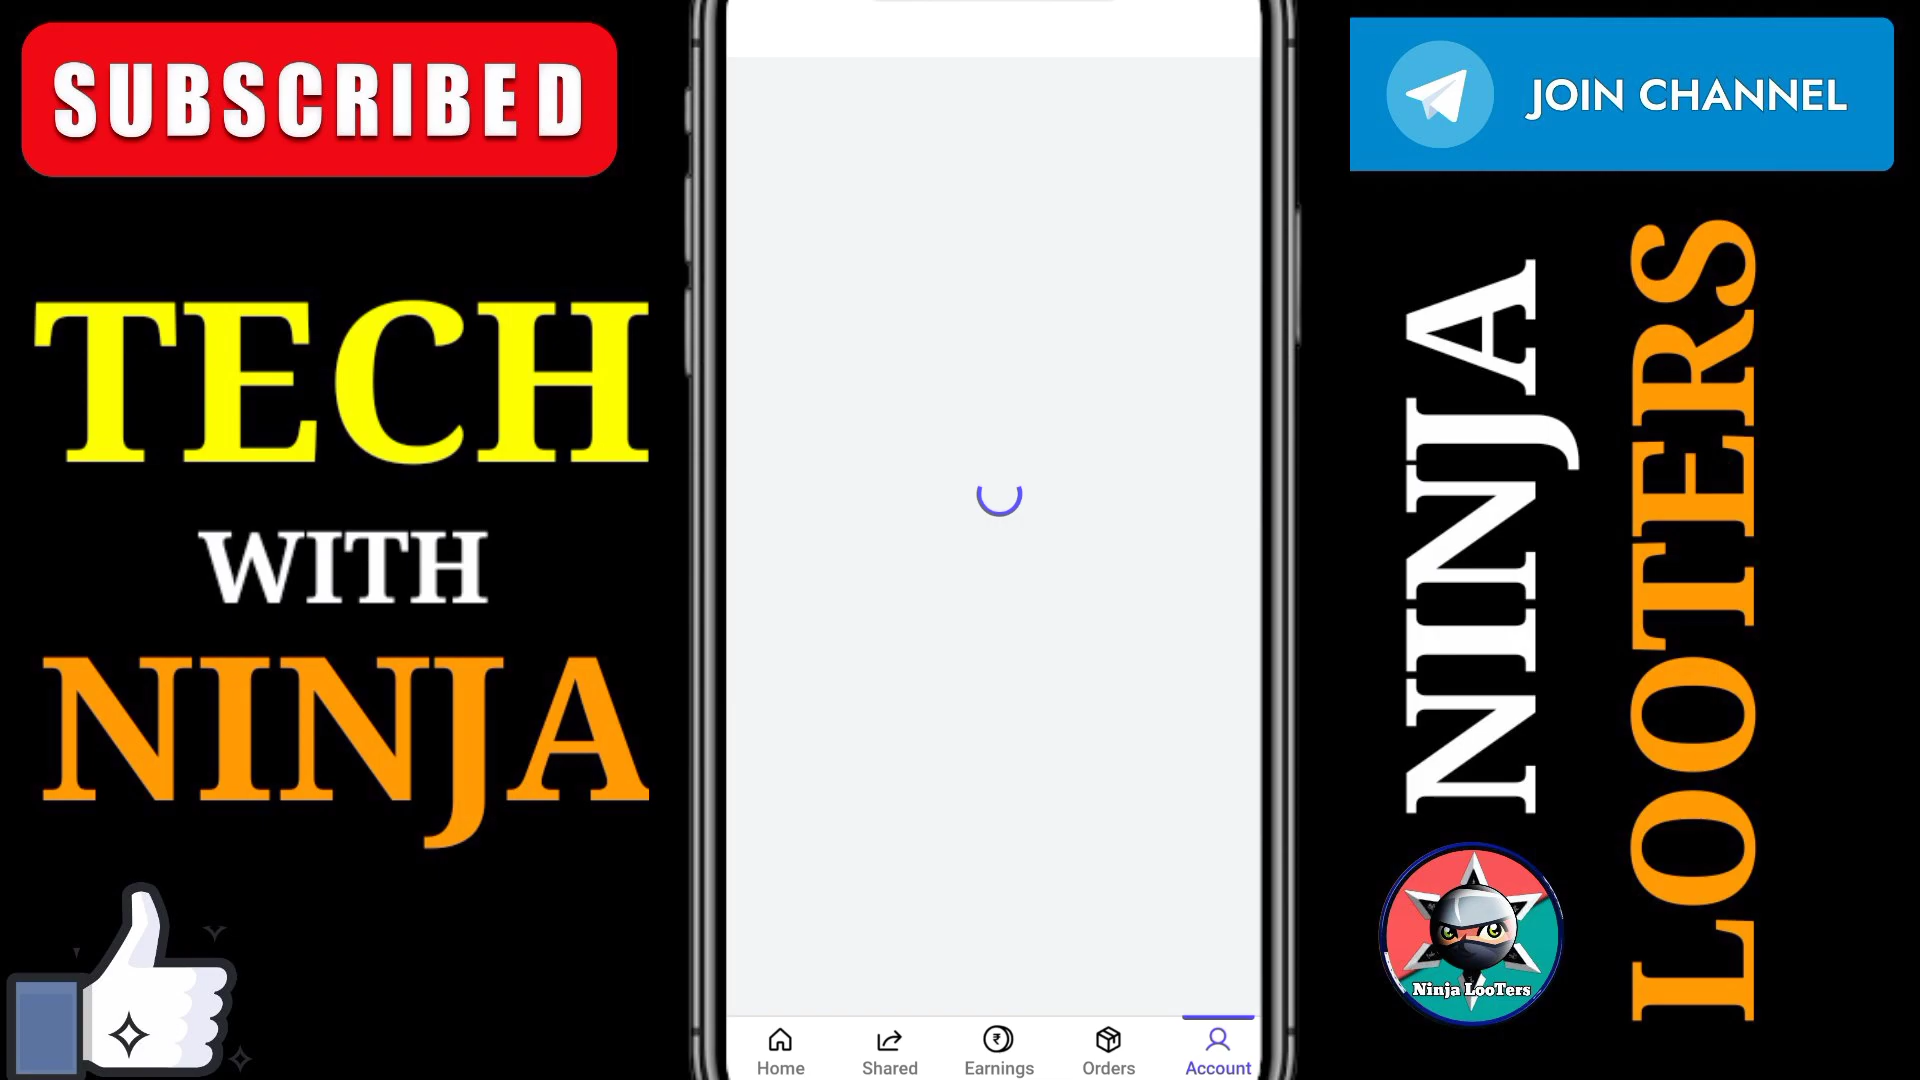 SUBSCRIBED
JOIN CHANNEL
TECH
WITH
NINJA
NINJA
LOOTERS
Ninja LooTers
₹
Home
Shared
Earnings
Orders
Account